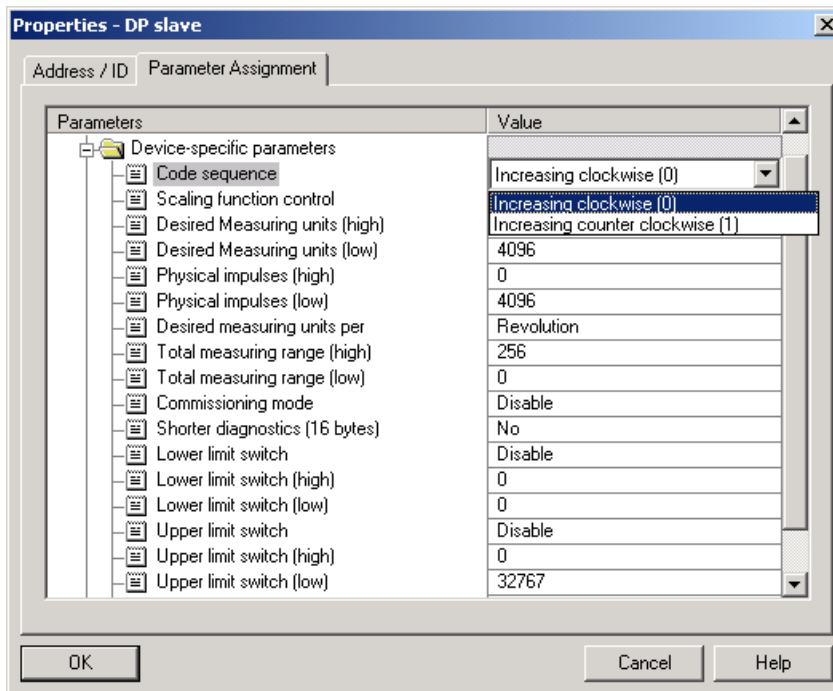 Properties - DP slave
Address / ID Parameter Assignment
Parameters Value
Device-specific parameters
Code sequence Increasing clockwise (0)
Scaling function control Increasing clockwise (0)
Desired Measuring units (high) Increasing counter clockwise (1)
Desired Measuring units (low) 4096
Physical impulses (high) 0
Physical impulses (low) 4096
Desired measuring units per Revolution
Total measuring range (high) 256
Total measuring range (low) 0
Commissioning mode Disable
Shorter diagnostics (16 bytes) No
Lower limit switch Disable
Lower limit switch (high) 0
Lower limit switch (low) 0
Upper limit switch Disable
Upper limit switch (high) 0
Upper limit switch (low) 32767
OK Cancel Help